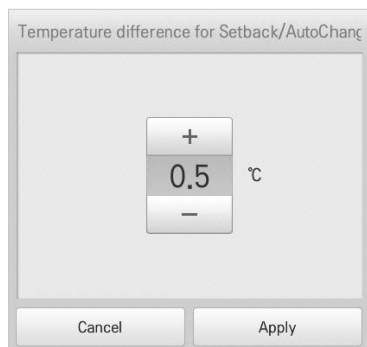 Temperature difference for Setback/AutoChang
+
0.5 °C
−
Cancel Apply